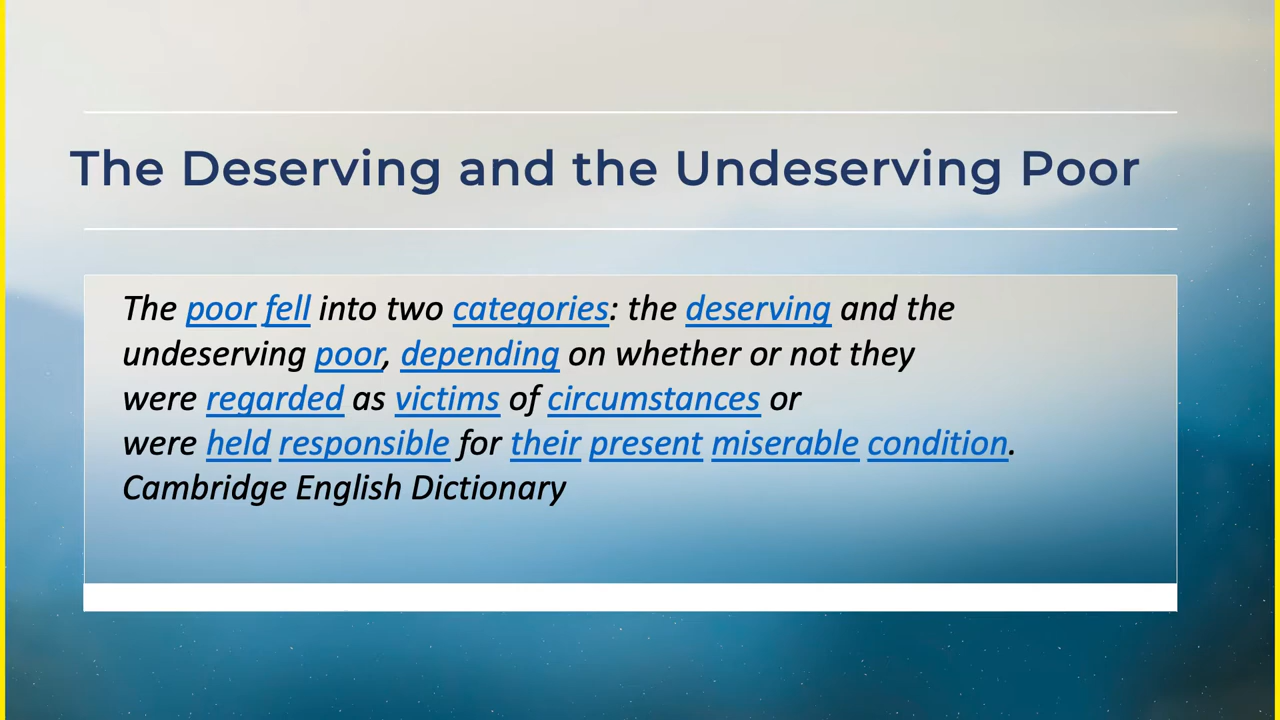 The Deserving and the Undeserving Poor
The poor fell into two categories: the deserving and the
undeserving poor, depending on whether or not they
were regarded as victims of circumstances or
were held responsible for their present miserable condition.
Cambridge English Dictionary